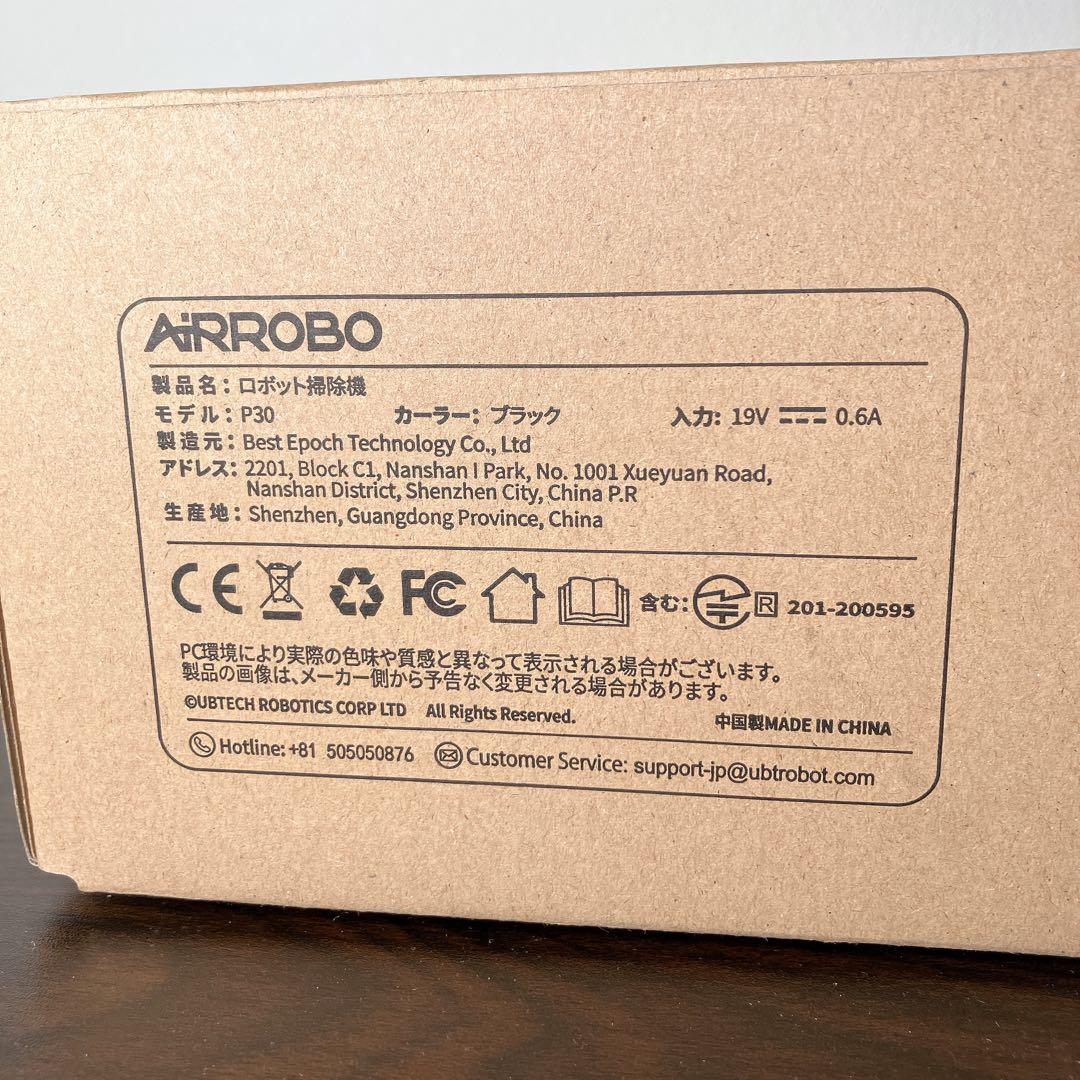 AiRROBO
製品名：ロボット掃除機
モデル：P30 カーラー：ブラック 入力：19V 0.6A
製造元：Best Epoch Technology Co., Ltd
アドレス：2201, Block C1, Nanshan I Park, No. 1001 Xueyuan Road,
Nanshan District, Shenzhen City, China P.R
生産地：Shenzhen, Guangdong Province, China
CE FC 含む： R 201-200595
PC環境により実際の色味や質感と異なって表示される場合がございます。
製品の画像は、メーカー側から予告なく変更される場合があります。
©UBTECH ROBOTICS CORP LTD All Rights Reserved. 中国製MADE IN CHINA
Hotline: +81 505050876 Customer Service: support-jp@ubtrobot.com